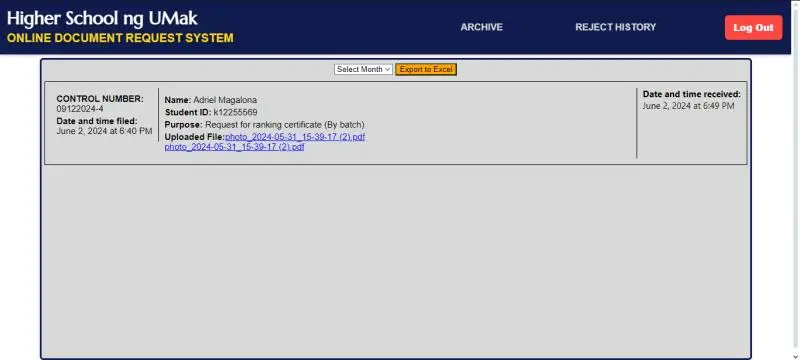 Higher School ng UMak
ONLINE DOCUMENT REQUEST SYSTEM
ARCHIVE
REJECT HISTORY
Log Out
Select Month
Export to Excel
CONTROL NUMBER:
09122024-4
Date and time filed:
June 2, 2024 at 6:40 PM
Name: Adriel Magalona
Student ID: k12255569
Purpose: Request for ranking certificate (By batch)
Uploaded File:photo_2024-05-31_15-39-17 (2).pdf
photo_2024-05-31_15-39-17 (2).pdf
Date and time received:
June 2, 2024 at 6:49 PM